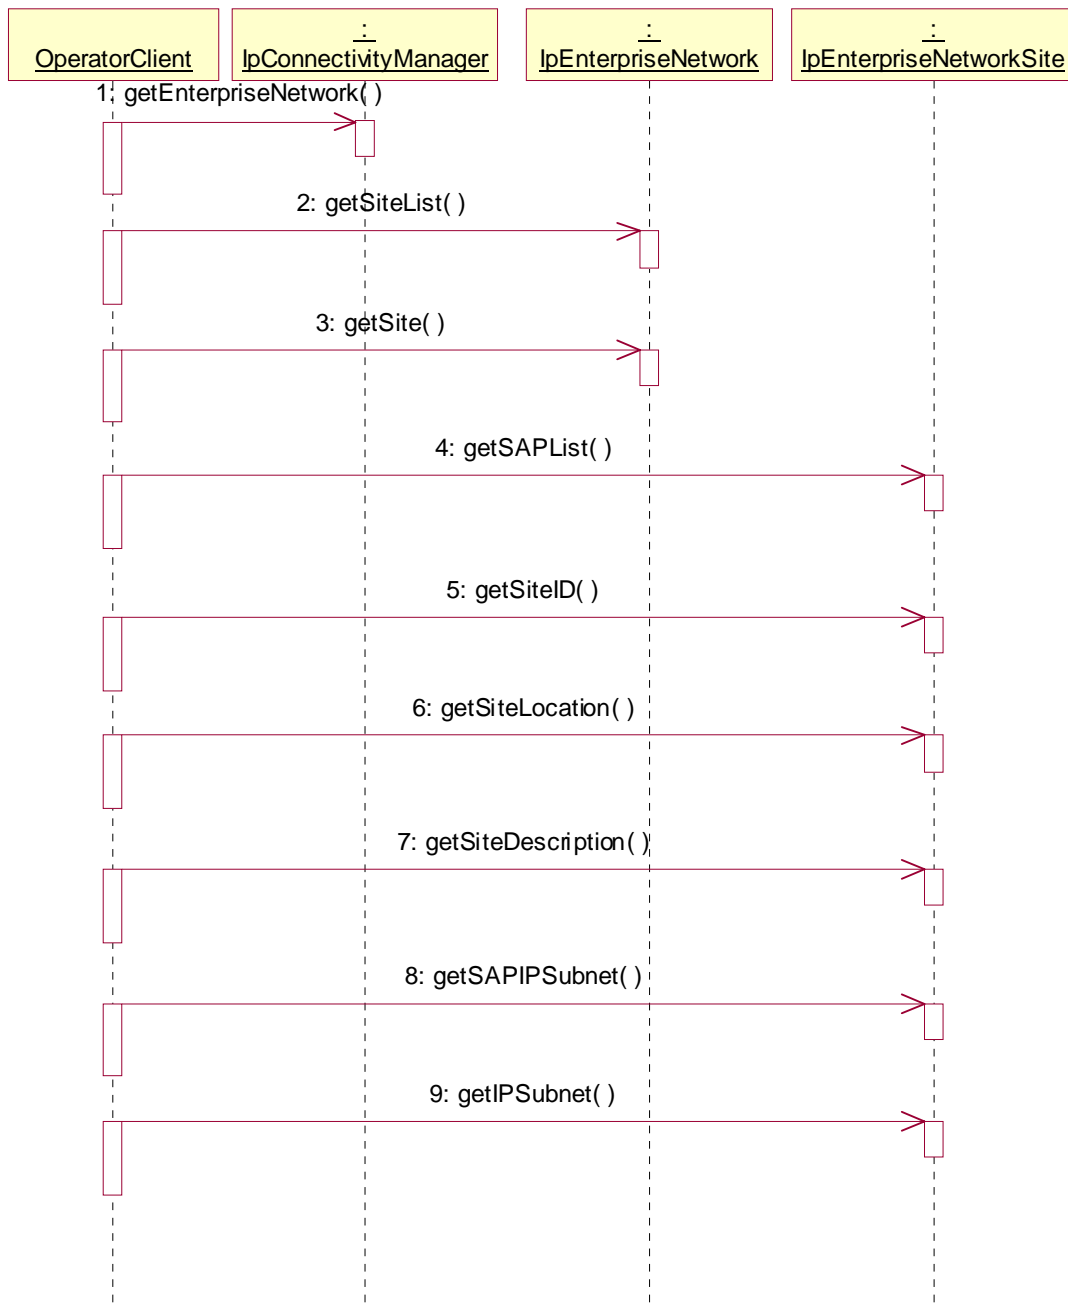 OperatorClient
:
IpConnectivityManager
:
IpEnterpriseNetwork
:
IpEnterpriseNetworkSite
1: getEnterpriseNetwork( )
2: getSiteList( )
3: getSite( )
4: getSAPList( )
5: getSiteID( )
6: getSiteLocation( )
7: getSiteDescription( )
8: getSAPIPSubnet( )
9: getIPSubnet( )